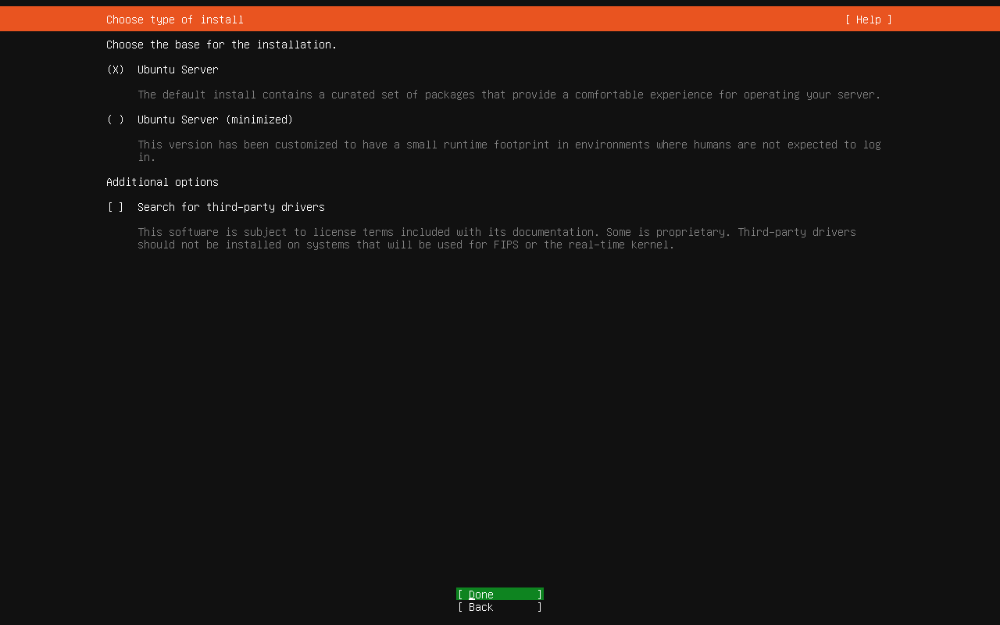 Choose type of install [ Help ]
Choose the base for the installation.
(X) Ubuntu Server
The default install contains a curated set of packages that provide a comfortable experience for operating your server.
( ) Ubuntu Server (minimized)
This version has been customized to have a small runtime footprint in environments where humans are not expected to log
in.
Additional options
[ ] Search for third-party drivers
This software is subject to license terms included with its documentation. Some is proprietary. Third-party drivers
should not be installed on systems that will be used for FIPS or the real-time kernel.
[ Done ]
[ Back ]